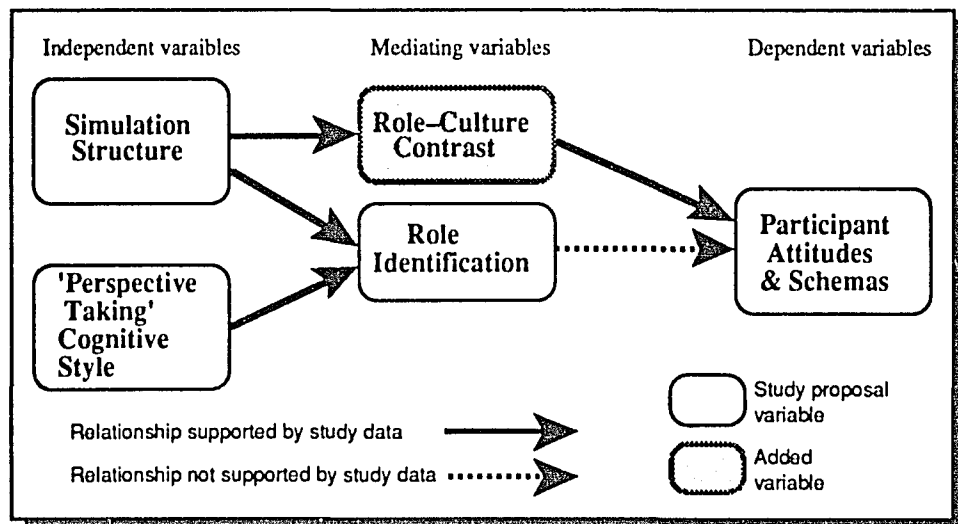 Independent varaibles
Mediating variables
Dependent variables
Simulation
Structure
Role–Culture
Contrast
Role
Identification
'Perspective
Taking'
Cognitive
Style
Participant
Attitudes
& Schemas
Relationship supported by study data
Relationship not supported by study data
Study proposal
variable
Added
variable